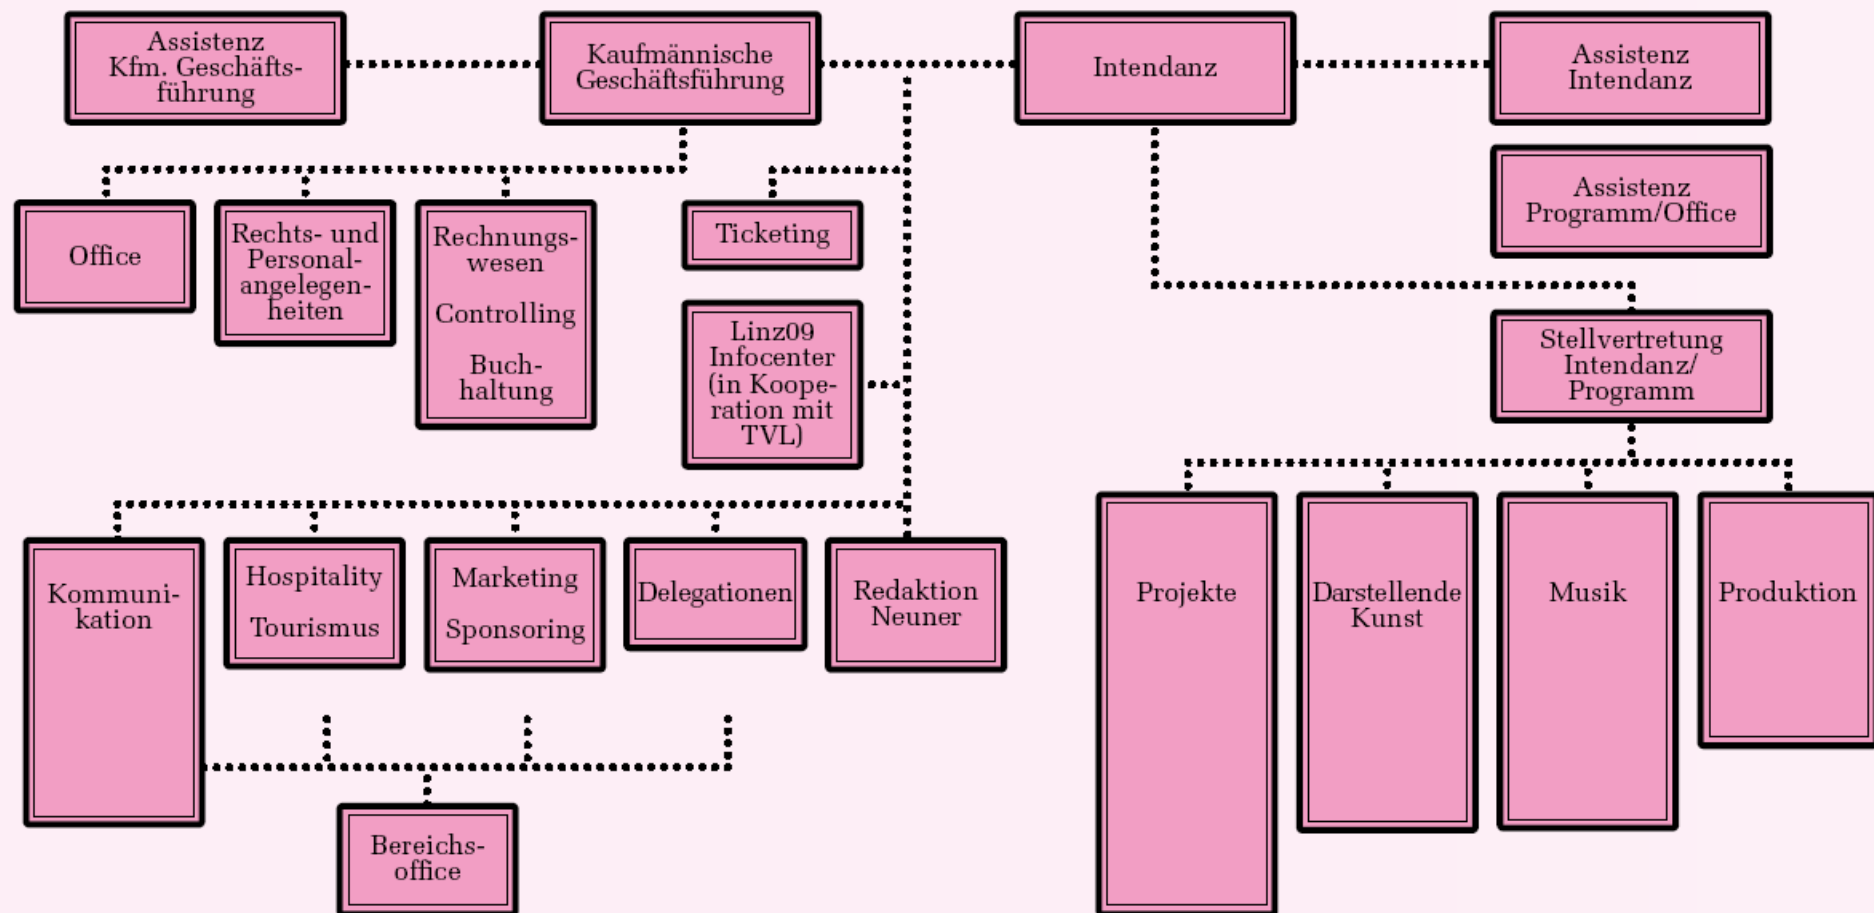 Assistenz
Kfm. Geschäfts-
führung
Kaufmännische
Geschäftsführung
Intendanz
Assistenz
Intendanz
Assistenz
Programm/Office
Office
Rechts- und
Personal-
angelegen-
heiten
Rechnungs-
wesen
Controlling
Buch-
haltung
Ticketing
Linz09
Infocenter
(in Koope-
ration mit
TVL)
Stellvertretung
Intendanz/
Programm
Kommuni-
kation
Hospitality
Tourismus
Marketing
Sponsoring
Delegationen
Redaktion
Neuner
Projekte
Darstellende
Kunst
Musik
Produktion
Bereichs-
office